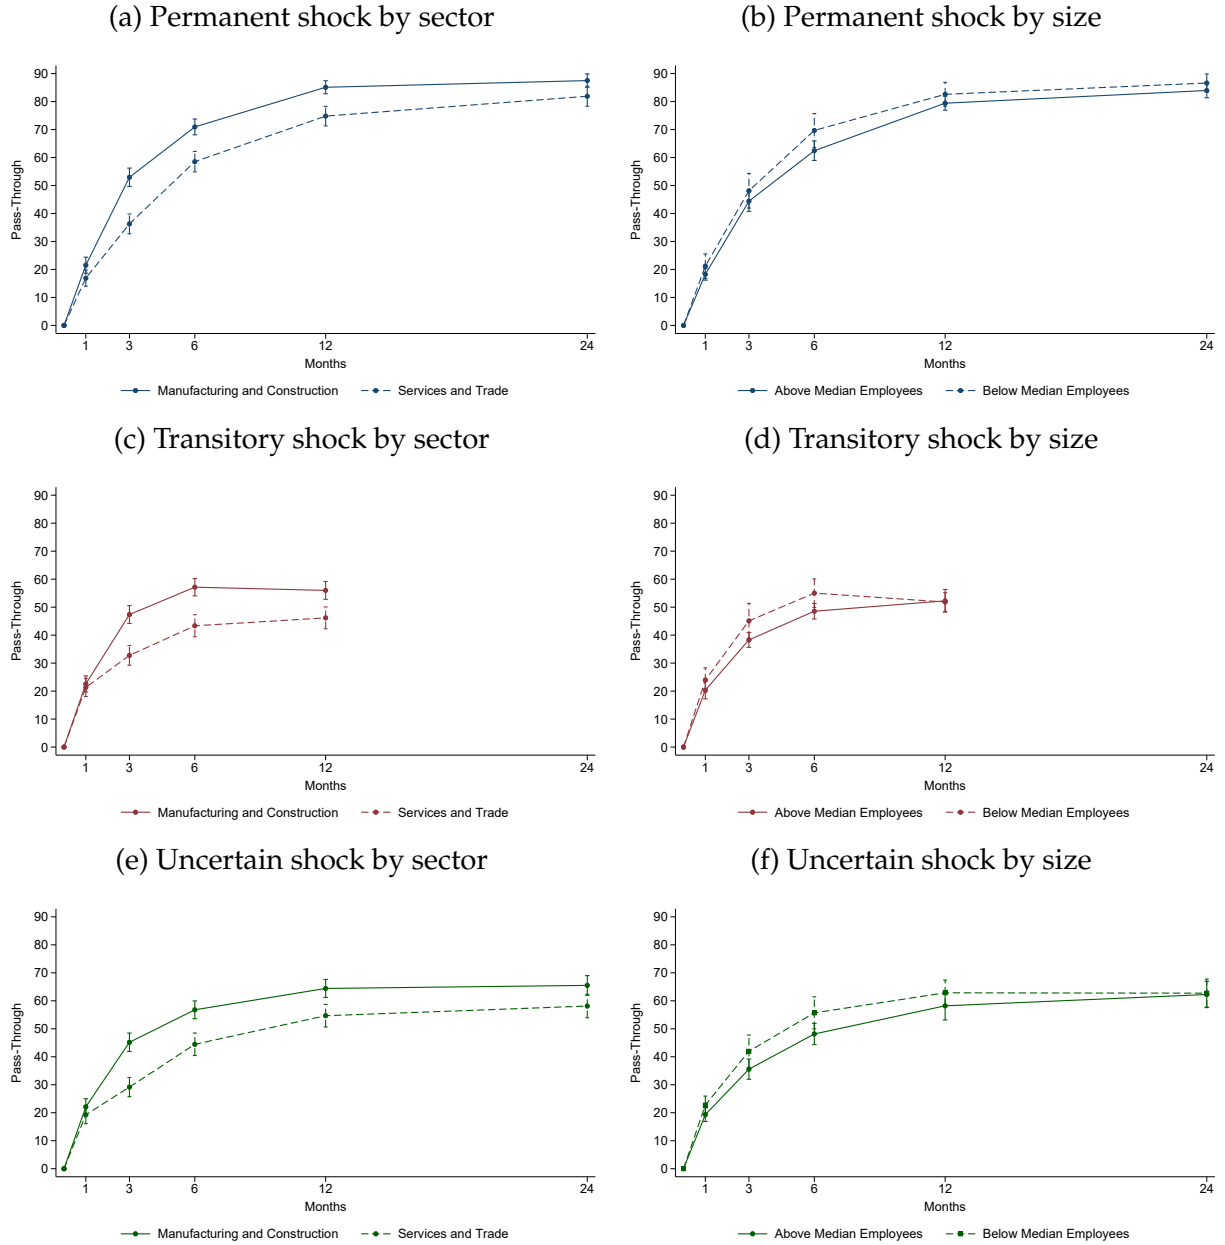 (a) Permanent shock by sector
90
80
70
60
50
40
30
20
10
0
Pass-Through
1 3 6 12 24
Months
Manufacturing and Construction Services and Trade
(b) Permanent shock by size
90
80
70
60
50
40
30
20
10
0
Pass-Through
1 3 6 12 24
Months
Above Median Employees Below Median Employees
(c) Transitory shock by sector
90
80
70
60
50
40
30
20
10
0
Pass-Through
1 3 6 12 24
Months
Manufacturing and Construction Services and Trade
(d) Transitory shock by size
90
80
70
60
50
40
30
20
10
0
Pass-Through
1 3 6 12 24
Months
Above Median Employees Below Median Employees
(e) Uncertain shock by sector
90
80
70
60
50
40
30
20
10
0
Pass-Through
1 3 6 12 24
Months
Manufacturing and Construction Services and Trade
(f) Uncertain shock by size
90
80
70
60
50
40
30
20
10
0
Pass-Through
1 3 6 12 24
Months
Above Median Employees Below Median Employees